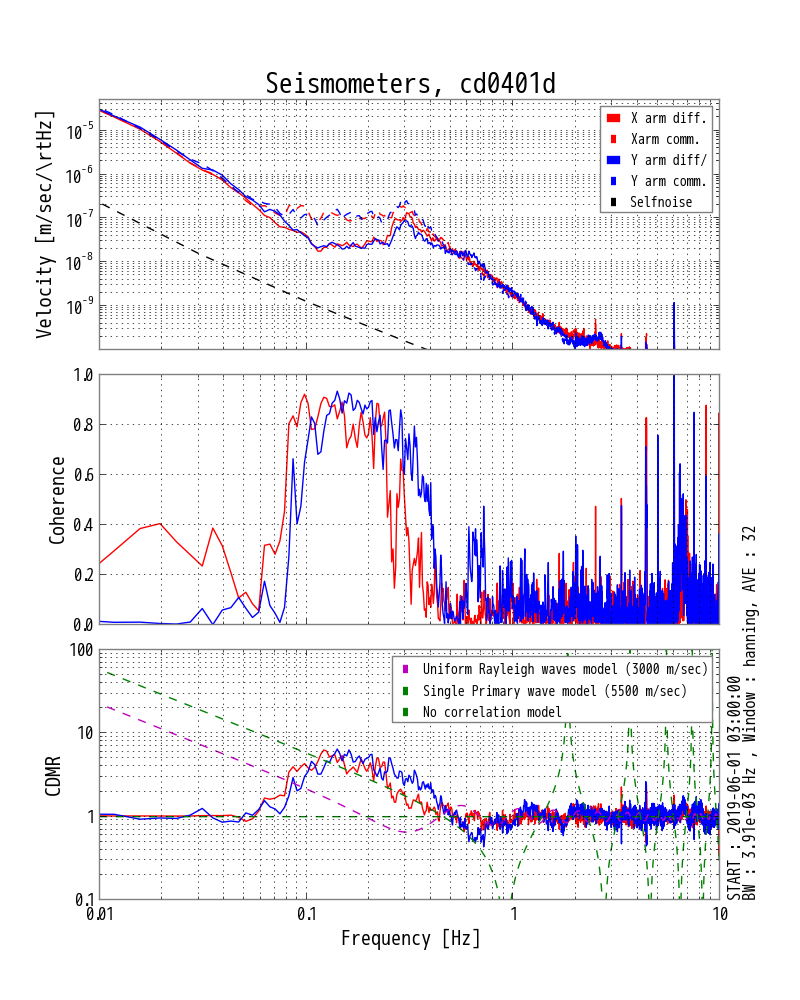 Seismometers, cd0401d
Velocity [m/sec/\rtHz]
10^-5
10^-6
10^-7
10^-8
10^-9
X arm diff.
Xarm comm.
Y arm diff/
Y arm comm.
Selfnoise
Coherence
1.0
0.8
0.6
0.4
0.2
0.0
CDMR
100
10
1
0.1
Uniform Rayleigh waves model (3000 m/sec)
Single Primary wave model (5500 m/sec)
No correlation model
0.01 0.1 1 10
Frequency [Hz]
START : 2019-06-01 03:00:00
BW : 3.91e-03 Hz , Window : hanning, AVE : 32